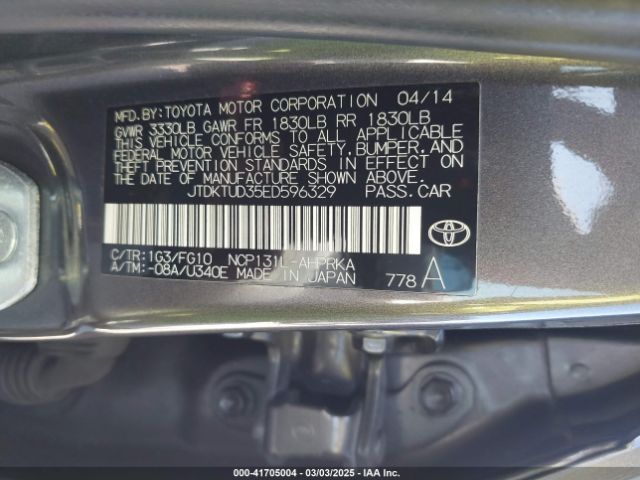 MFD.BY:TOYOTA MOTOR CORPORATION 04/14
GVWR 3330LB GAWR FR 1830LB RR 1830LB
THIS VEHICLE CONFORMS TO ALL APPLICABLE
FEDERAL MOTOR VEHICLE SAFETY, BUMPER, AND
THEFT PREVENTION STANDARDS IN EFFECT ON
THE DATE OF MANUFACTURE SHOWN ABOVE.
JTDKTUD35ED596329 PASS.CAR
C/TR:1G3/FG10 NCP131L-AHPRKA
A/TM:-08A/U340E MADE IN JAPAN 778 A
000-41705004 | 03/03/2025 | IAA Inc.